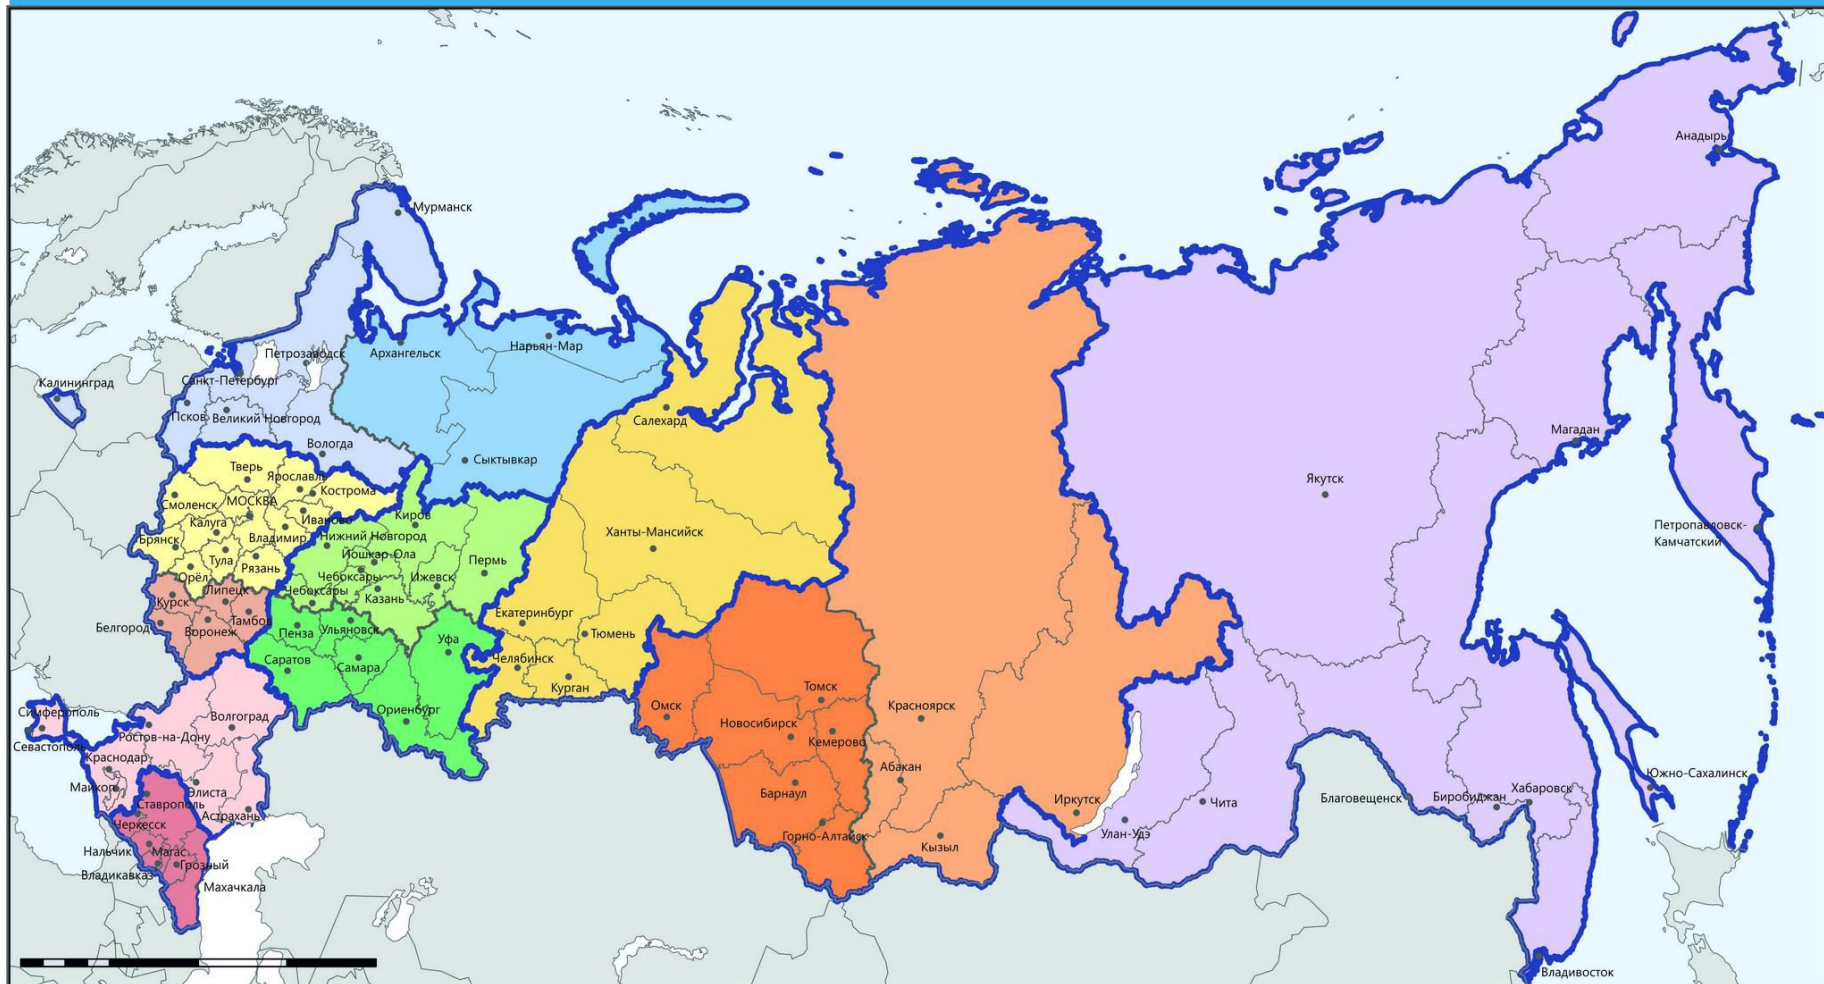 Анадырь
Мурманск
Петрозаводск
Архангельск
Нарьян-Мар
Калининград
Санкт-Петербург
Псков
Великий Новгород
Салехард
Вологда
Магадан
Сыктывкар
Тверь
Ярославль
Якутск
Кострома
Смоленск
МОСКВА
Калуга
Иваново
Киров
Петропавловск-
Камчатский
Брянск
Владимир
Нижний Новгород
Ханты-Мансийск
Йошкар-Ола
Тула
Рязань
Пермь
Орёл
Чебоксары
Ижевск
Липецк
Чебоксары
Казань
Курск
Екатеринбург
Тамбов
Белгород
Воронеж
Пенза
Ульяновск
Тюмень
Уфа
Саратов
Самара
Челябинск
Курган
Томск
Омск
Красноярск
Симферополь
Волгоград
Ориенбург
Новосибирск
Севастополь
Ростов-на-Дону
Кемерово
Краснодар
Абакан
Южно-Сахалинск
Майкоп
Элиста
Барнаул
Иркутск
Чита
Благовещенск
Биробиджан
Хабаровск
Ставрополь
Астрахань
Черкесск
Горно-Алтайск
Улан-Удэ
Нальчик
Магас
Кызыл
Грозный
Владикавказ
Махачкала
Владивосток